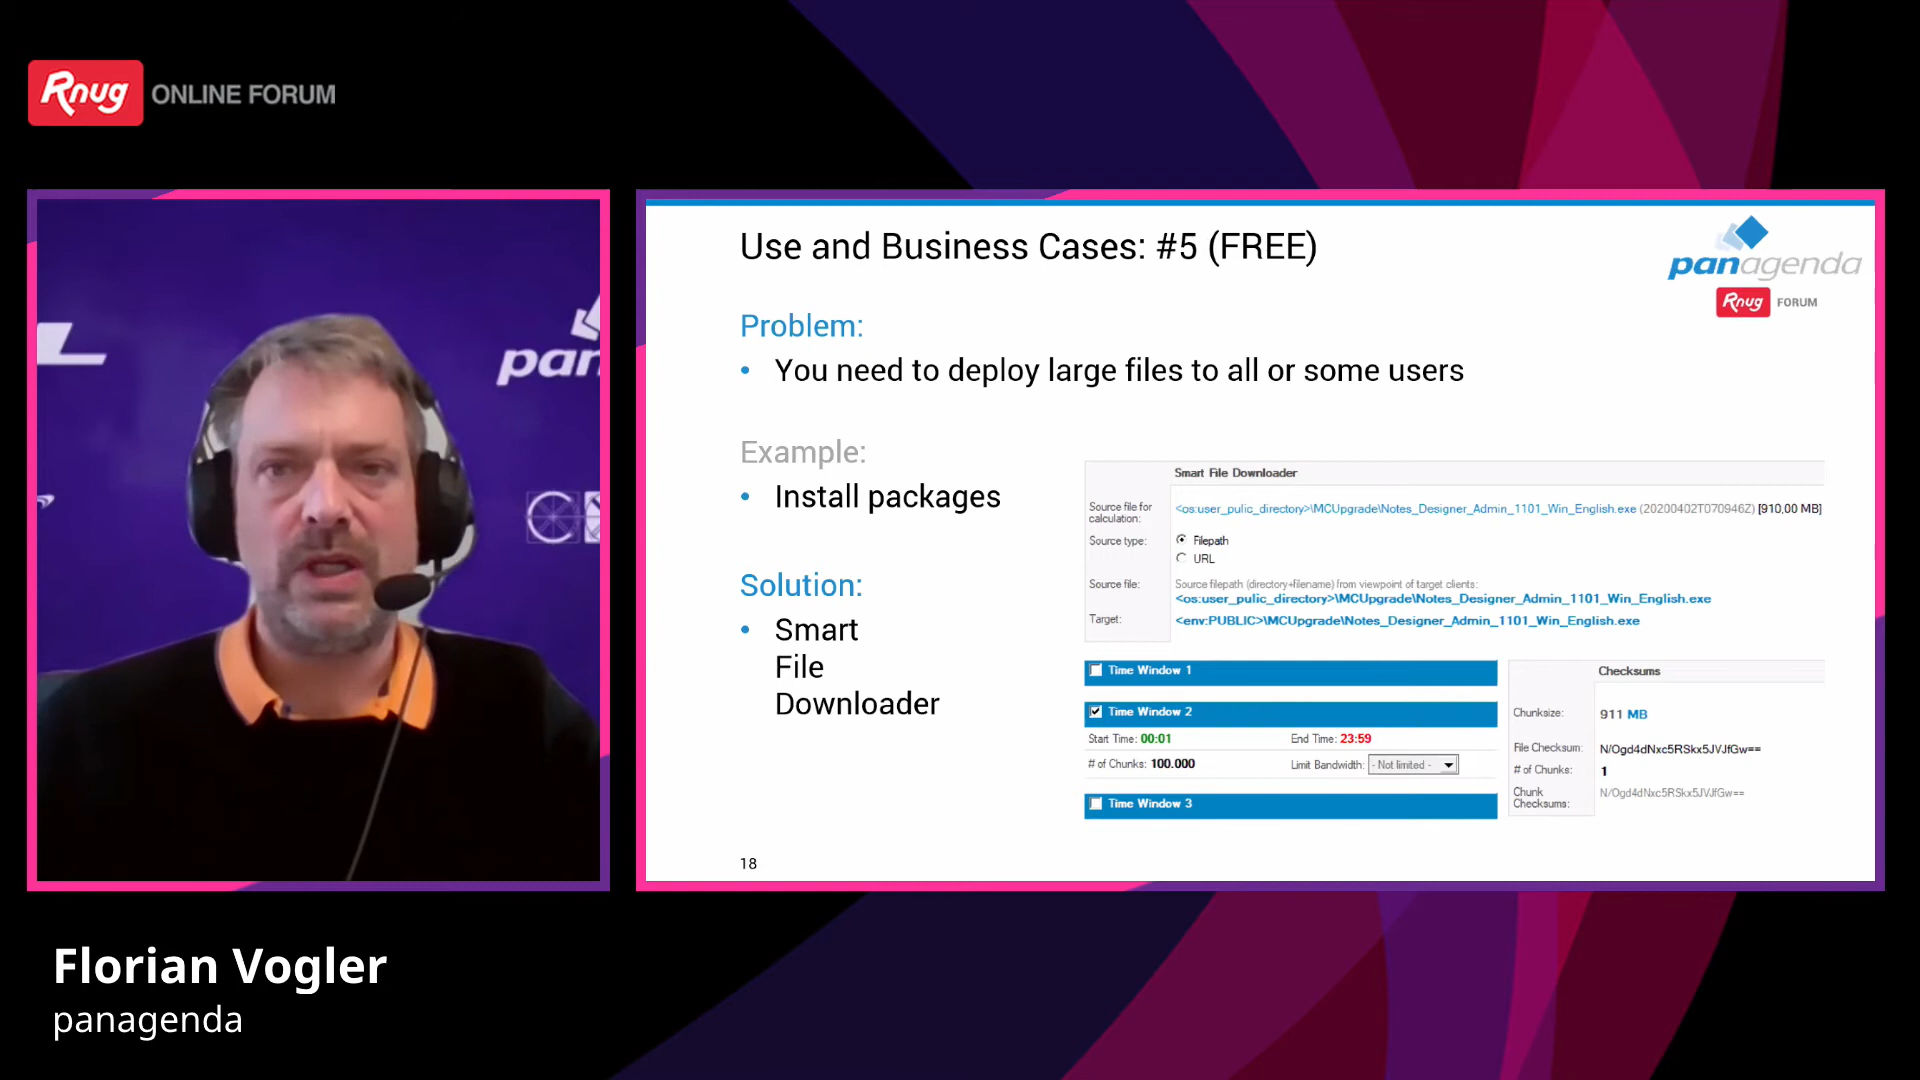 Rnug ONLINE FORUM
pan
Use and Business Cases: #5 (FREE)
panagenda
Rnug FORUM
Problem:
• You need to deploy large files to all or some users
Example:
• Install packages
Solution:
• Smart
File
Downloader
Smart File Downloader
Source file for
calculation:
<os:user_pulic_directory>\MCUpgrade\Notes_Designer_Admin_1101_Win_English.exe (20200402T070946Z) [910,00 MB]
Source type:
Filepath
URL
Source file:
Source filepath (directory+filename) from viewpoint of target clients:
<os:user_pulic_directory>\MCUpgrade\Notes_Designer_Admin_1101_Win_English.exe
Target:
<env:PUBLIC>\MCUpgrade\Notes_Designer_Admin_1101_Win_English.exe
Time Window 1
Time Window 2
Start Time: 00:01 End Time: 23:59
# of Chunks: 100.000 Limit Bandwidth: - Not limited -
Time Window 3
Checksums
Chunksize: 911 MB
File Checksum: N/Ogd4dNxc5RSkx5JVJfGw==
# of Chunks: 1
Chunk
Checksums:
N/Ogd4dNxc5RSkx5JVJfGw==
18
Florian Vogler
panagenda